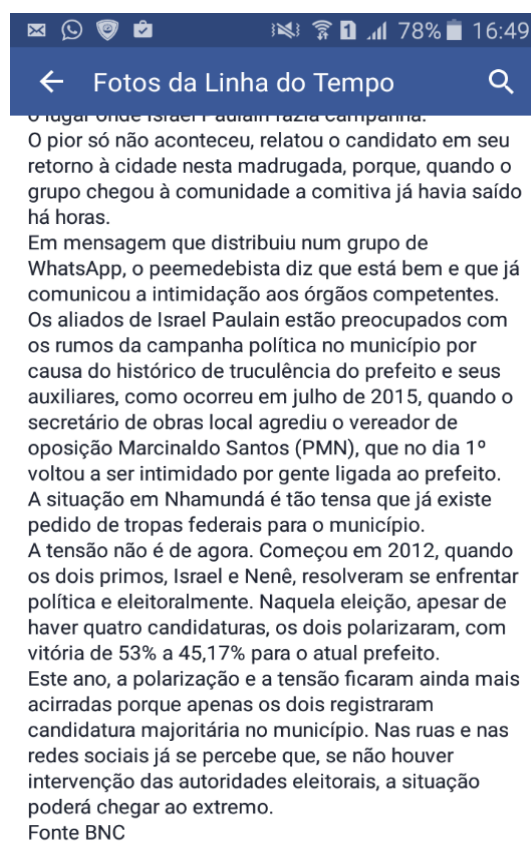 1 78% 16:49
Fotos da Linha do Tempo
o lugar onde Israel Paulain fazia campanha.
O pior só não aconteceu, relatou o candidato em seu
retorno à cidade nesta madrugada, porque, quando o
grupo chegou à comunidade a comitiva já havia saído
há horas.
Em mensagem que distribuiu num grupo de
WhatsApp, o peemedebista diz que está bem e que já
comunicou a intimidação aos órgãos competentes.
Os aliados de Israel Paulain estão preocupados com
os rumos da campanha política no município por
causa do histórico de truculência do prefeito e seus
auxiliares, como ocorreu em julho de 2015, quando o
secretário de obras local agrediu o vereador de
oposição Marcinaldo Santos (PMN), que no dia 1º
voltou a ser intimidado por gente ligada ao prefeito.
A situação em Nhamundá é tão tensa que já existe
pedido de tropas federais para o município.
A tensão não é de agora. Começou em 2012, quando
os dois primos, Israel e Nenê, resolveram se enfrentar
política e eleitoralmente. Naquela eleição, apesar de
haver quatro candidaturas, os dois polarizaram, com
vitória de 53% a 45,17% para o atual prefeito.
Este ano, a polarização e a tensão ficaram ainda mais
acirradas porque apenas os dois registraram
candidatura majoritária no município. Nas ruas e nas
redes sociais já se percebe que, se não houver
intervenção das autoridades eleitorais, a situação
poderá chegar ao extremo.
Fonte BNC